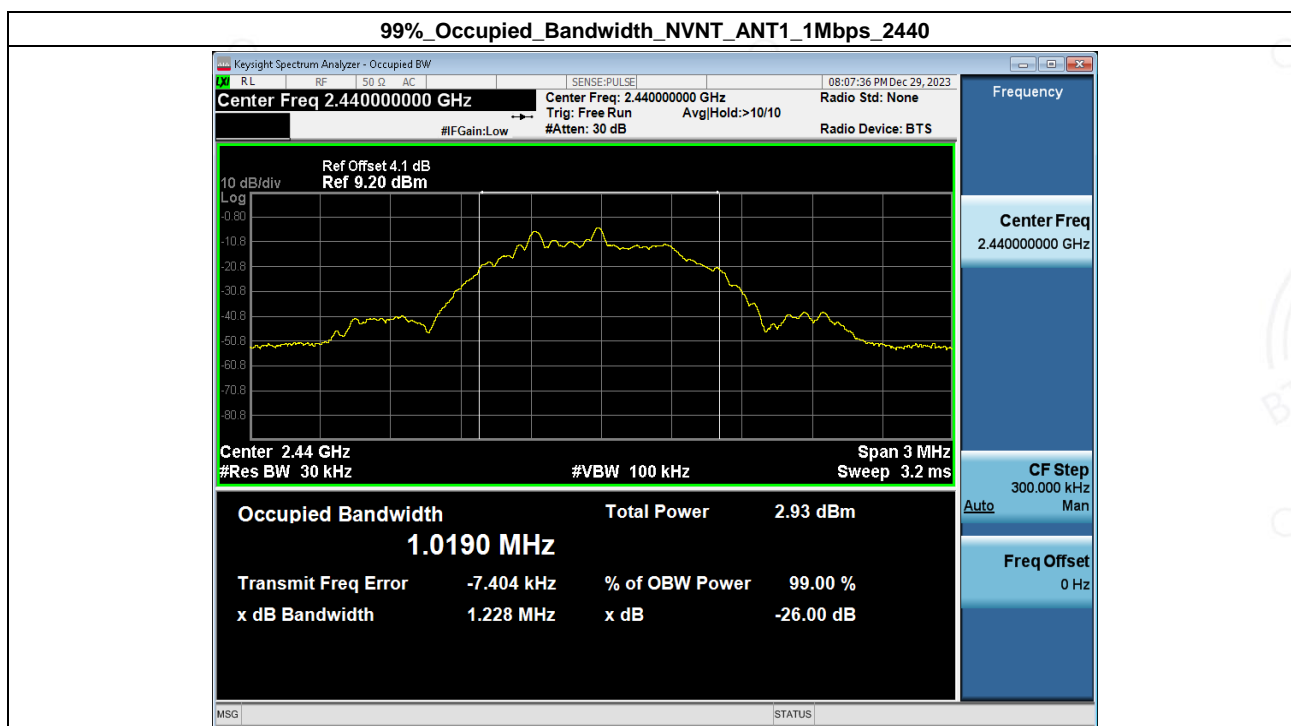 99%_Occupied_Bandwidth_NVNT_ANT1_1Mbps_2440
Keysight Spectrum Analyzer - Occupied BW
LXI RL RF 50 Ω AC SENSE:PULSE 08:07:36 PM Dec 29, 2023
Center Freq 2.440000000 GHz
Center Freq: 2.440000000 GHz Radio Std: None
Trig: Free Run Avg|Hold:>10/10
#IFGain:Low #Atten: 30 dB Radio Device: BTS
Ref Offset 4.1 dB
10 dB/div Ref 9.20 dBm
Log
-0.80
-10.8
-20.8
-30.8
-40.8
-50.8
-60.8
-70.8
-80.8
Center 2.44 GHz Span 3 MHz
#Res BW 30 kHz #VBW 100 kHz Sweep 3.2 ms
Occupied Bandwidth Total Power 2.93 dBm
1.0190 MHz
Transmit Freq Error -7.404 kHz % of OBW Power 99.00 %
x dB Bandwidth 1.228 MHz x dB -26.00 dB
MSG STATUS
Frequency
Center Freq
2.440000000 GHz
CF Step
300.000 kHz
Auto Man
Freq Offset
0 Hz